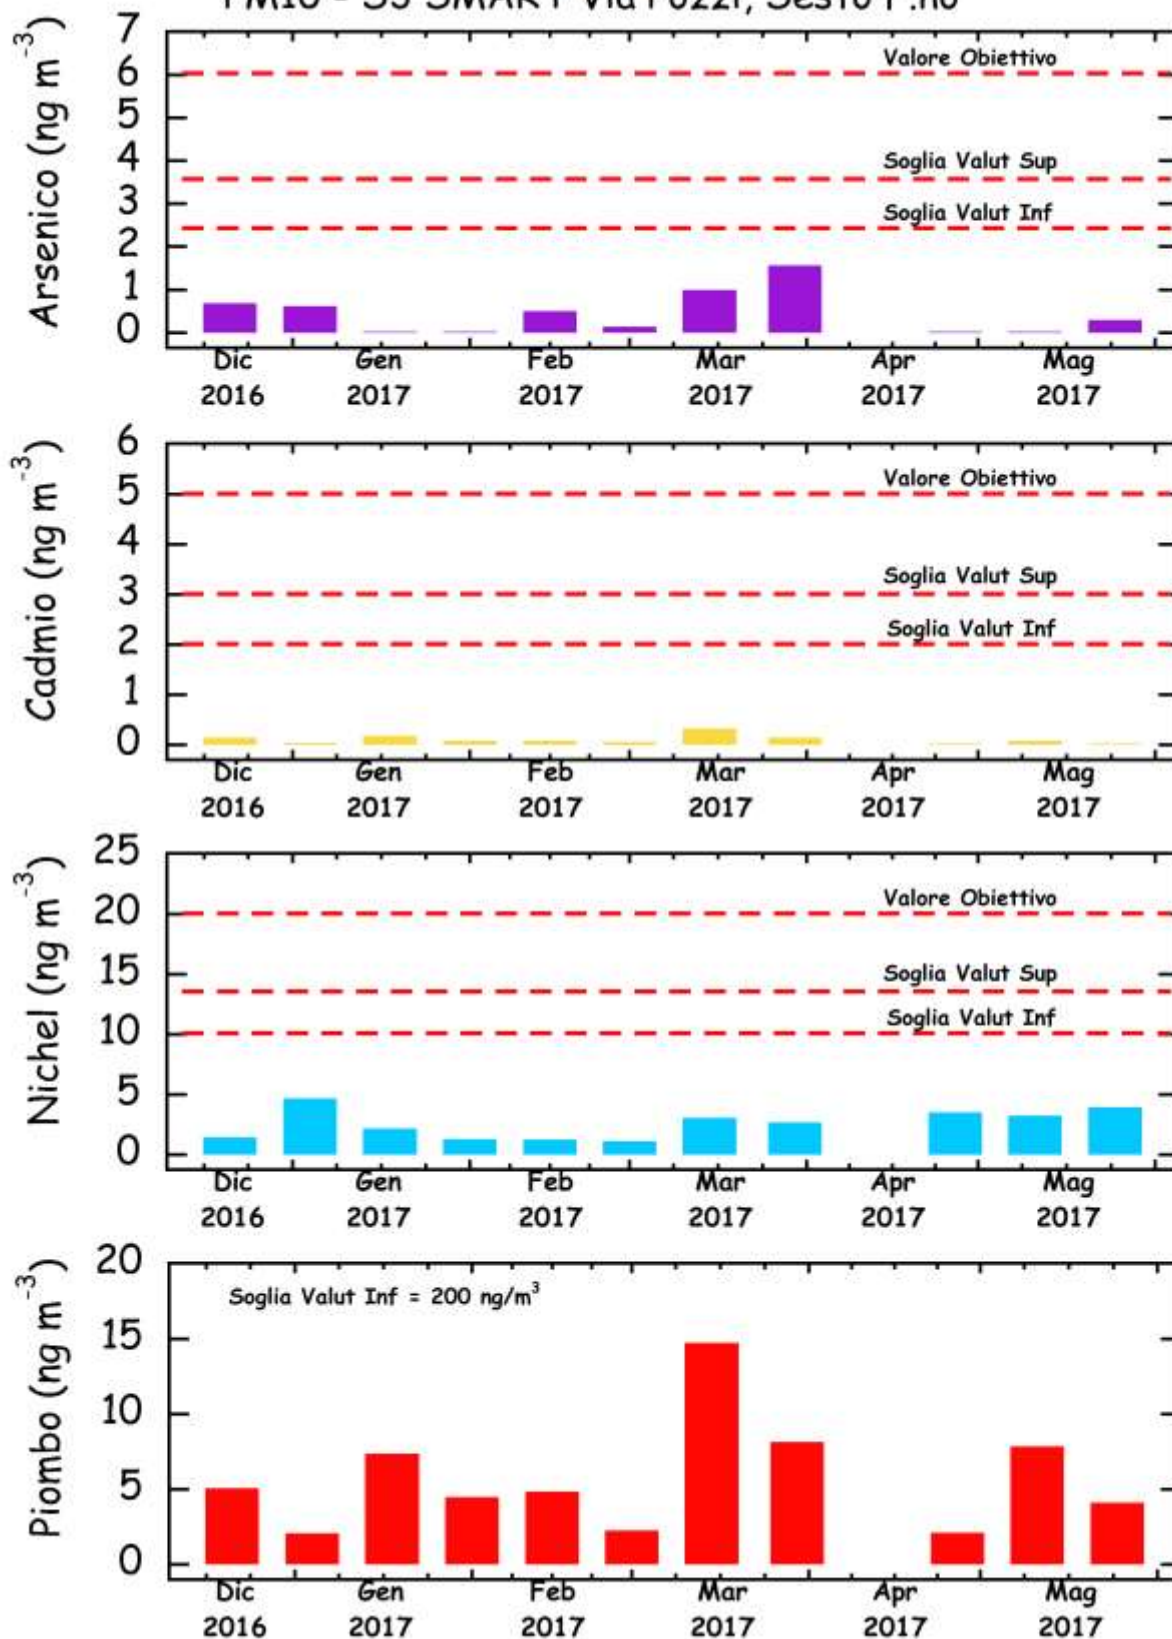 Arsenico (ng m⁻³)
7
6
5
4
3
2
1
0
Valore Obiettivo
Soglia Valut Sup
Soglia Valut Inf
Dic Gen Feb Mar Apr Mag
2016 2017 2017 2017 2017 2017
Cadmio (ng m⁻³)
6
5
4
3
2
1
0
Valore Obiettivo
Soglia Valut Sup
Soglia Valut Inf
Dic Gen Feb Mar Apr Mag
2016 2017 2017 2017 2017 2017
Nichel (ng m⁻³)
25
20
15
10
5
0
Valore Obiettivo
Soglia Valut Sup
Soglia Valut Inf
Dic Gen Feb Mar Apr Mag
2016 2017 2017 2017 2017 2017
Piombo (ng m⁻³)
20
15
10
5
0
Soglia Valut Inf = 200 ng/m³
Dic Gen Feb Mar Apr Mag
2016 2017 2017 2017 2017 2017